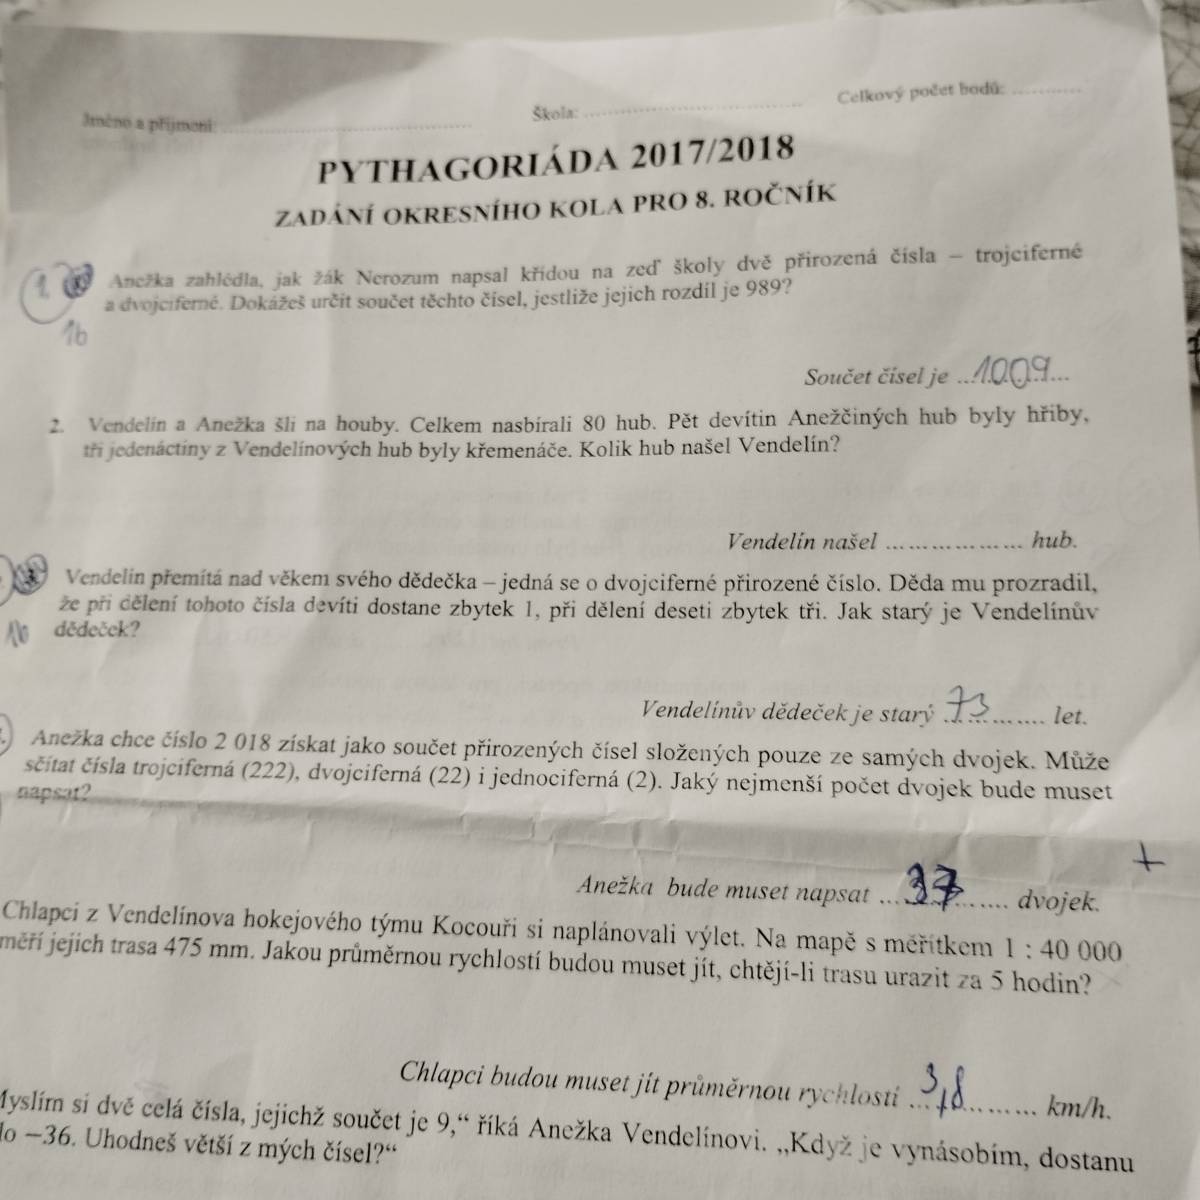 Jméno a příjmení: ........................ Škola: ........................ Celkový počet bodů: ............
PYTHAGORIÁDA 2017/2018
ZADÁNÍ OKRESNÍHO KOLA PRO 8. ROČNÍK
1. Anežka zahlédla, jak žák Nerozum napsal křídou na zeď školy dvě přirozená čísla – trojciferné
a dvojciferné. Dokážeš určit součet těchto čísel, jestliže jejich rozdíl je 989?
1b
Součet čísel je ...1009...
2. Vendelín a Anežka šli na houby. Celkem nasbírali 80 hub. Pět devítin Anežčiných hub byly hřiby,
tři jedenáctiny z Vendelínových hub byly křemenáče. Kolik hub našel Vendelín?
Vendelín našel .................. hub.
3. Vendelín přemítá nad věkem svého dědečka – jedná se o dvojciferné přirozené číslo. Děda mu prozradil,
že při dělení tohoto čísla devíti dostane zbytek 1, při dělení deseti zbytek tři. Jak starý je Vendelínův
1b dědeček?
Vendelínův dědeček je starý ...73...... let.
Anežka chce číslo 2 018 získat jako součet přirozených čísel složených pouze ze samých dvojek. Může
sčítat čísla trojciferná (222), dvojciferná (22) i jednociferná (2). Jaký nejmenší počet dvojek bude muset
napsat?
+
Anežka bude muset napsat ...37...... dvojek.
Chlapci z Vendelínova hokejového týmu Kocouři si naplánovali výlet. Na mapě s měřítkem 1 : 40 000
měří jejich trasa 475 mm. Jakou průměrnou rychlostí budou muset jít, chtějí-li trasu urazit za 5 hodin?
Chlapci budou muset jít průměrnou rychlostí ...3,8......... km/h.
Myslím si dvě celá čísla, jejichž součet je 9,“ říká Anežka Vendelínovi. „Když je vynásobím, dostanu
lo −36. Uhodneš větší z mých čísel?“